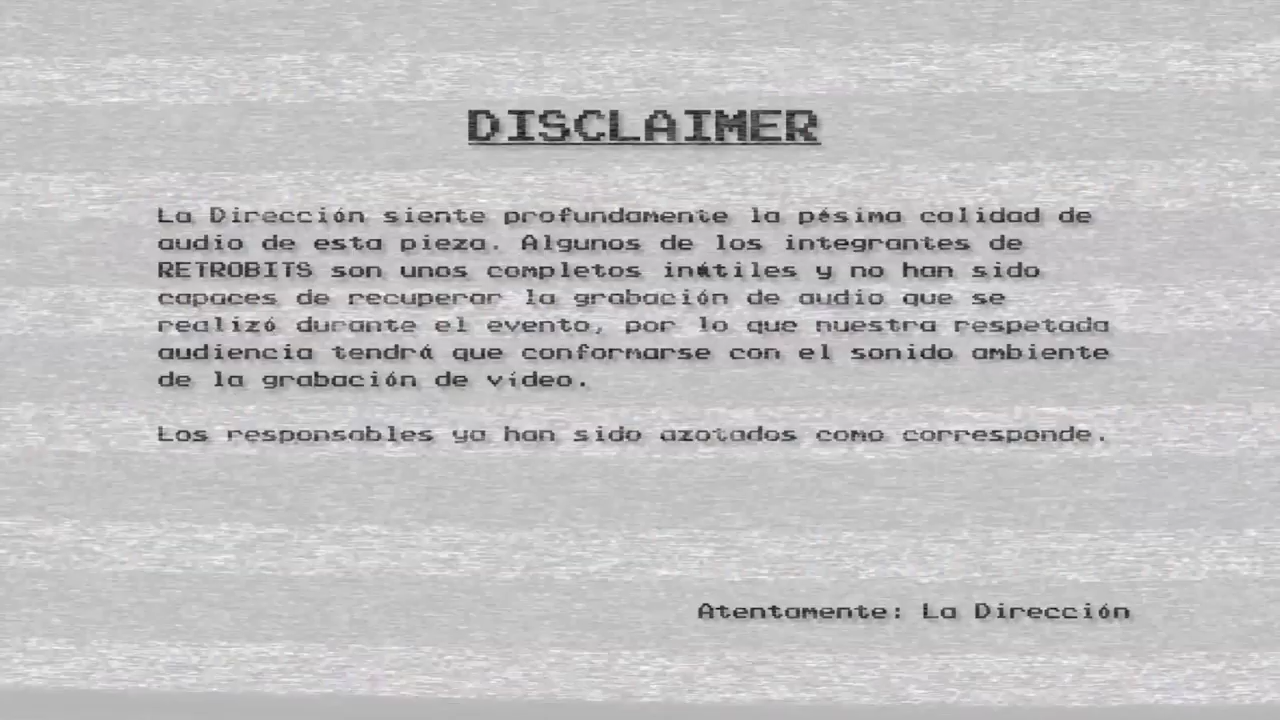 DISCLAIMER
La Dirección siente profundamente la pésima calidad de
audio de esta pieza. Algunos de los integrantes de
RETROBITS son unos completos inútiles y no han sido
capaces de recuperar la grabación de audio que se
realizó durante el evento, por lo que nuestra respetada
audiencia tendrá que conformarse con el sonido ambiente
de la grabación de vídeo.
Los responsables ya han sido azotados como corresponde.
Atentamente: La Dirección